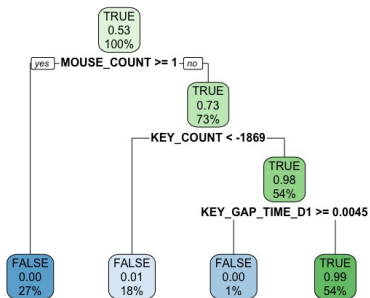 TRUE
0.53
100%
yes MOUSE_COUNT >= 1 no
TRUE
0.73
73%
KEY_COUNT < -1869
TRUE
0.98
54%
KEY_GAP_TIME_D1 >= 0.0045
FALSE
0.00
27%
FALSE
0.01
18%
FALSE
0.00
1%
TRUE
0.99
54%